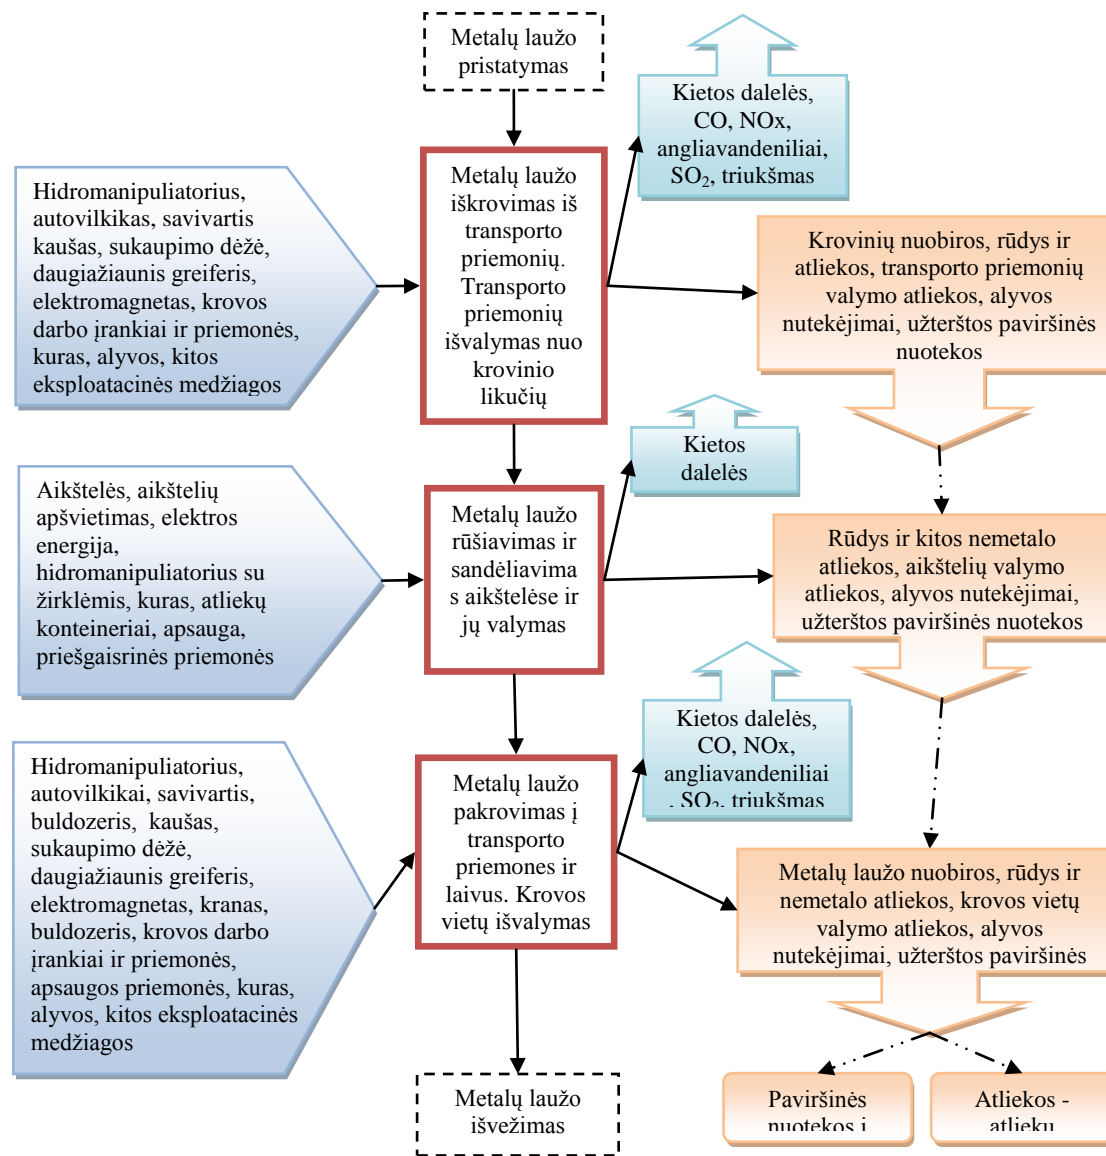 Metalų laužo
pristatymas
Kietos dalelės,
CO, NOx,
angliavandeniliai,
SO₂, triukšmas
Hidromanipuliatorius,
autovilkikas, savivartis
kaušas, sukaupimo dėžė,
daugiažiaunis greiferis,
elektromagnetas, krovos
darbo įrankiai ir priemonės,
kuras, alyvos, kitos
eksploatacinės medžiagos
Metalų laužo
iškrovimas iš
transporto
priemonių.
Transporto
priemonių
išvalymas nuo
krovinio
likučių
Krovinių nuobiros, rūdys ir
atliekos, transporto priemonių
valymo atliekos, alyvos
nutekėjimai, užterštos paviršinės
nuotekos
Kietos
dalelės
Aikštelės, aikštelių
apšvietimas, elektros
energija,
hidromanipuliatorius su
žirklėmis, kuras, atliekų
konteineriai, apsauga,
priešgaisrinės priemonės
Metalų laužo
rūšiavimas ir
sandėliavima
s aikštelėse ir
jų valymas
Rūdys ir kitos nemetalo
atliekos, aikštelių valymo
atliekos, alyvos nutekėjimai,
užterštos paviršinės nuotekos
Kietos dalelės,
CO, NOx,
angliavandeniliai
, SO₂, triukšmas
Hidromanipuliatorius,
autovilkikai, savivartis,
buldozeris,  kaušas,
sukaupimo dėžė,
daugiažiaunis greiferis,
elektromagnetas, kranas,
buldozeris, krovos darbo
įrankiai ir priemonės,
apsaugos priemonės, kuras,
alyvos, kitos eksploatacinės
medžiagos
Metalų laužo
pakrovimas į
transporto
priemones ir
laivus. Krovos
vietų išvalymas
Metalų laužo nuobiros, rūdys ir
nemetalo atliekos, krovos vietų
valymo atliekos, alyvos
nutekėjimai, užterštos paviršinės
Metalų laužo
išvežimas
Paviršinės
nuotekos į
Atliekos -
atliekų